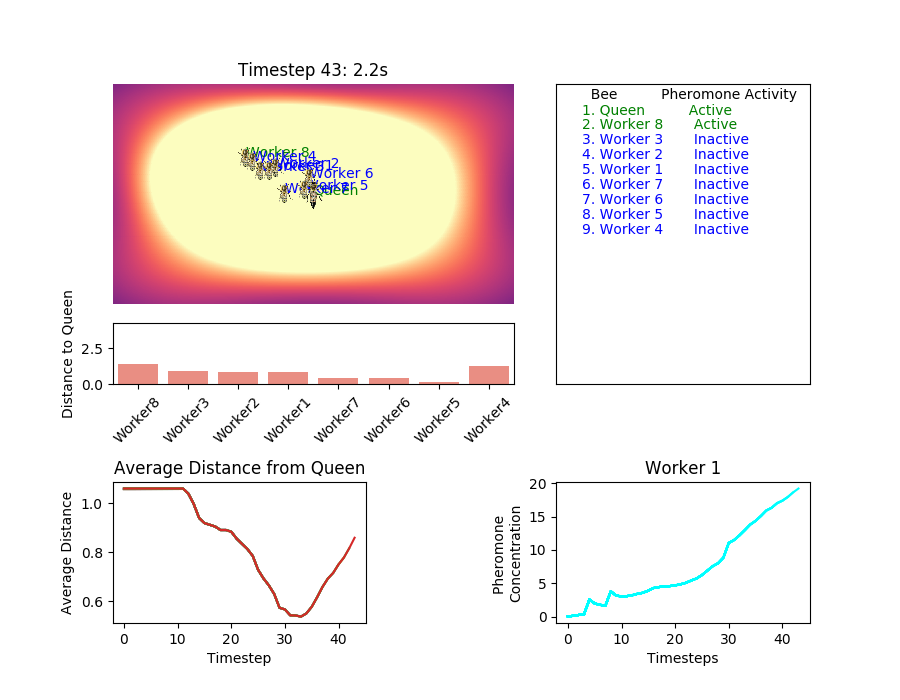 Timestep 43: 2.2s
Worker 8
Worker 4
Worker 2
Worker 6
Worker 5
Queen
Bee Pheromone Activity
1. Queen Active
2. Worker 8 Active
3. Worker 3 Inactive
4. Worker 2 Inactive
5. Worker 1 Inactive
6. Worker 7 Inactive
7. Worker 6 Inactive
8. Worker 5 Inactive
9. Worker 4 Inactive
Distance to Queen
2.5
0.0
Worker8 Worker3 Worker2 Worker1 Worker7 Worker6 Worker5 Worker4
Average Distance from Queen
Average Distance
1.0
0.8
0.6
0 10 20 30 40
Timestep
Worker 1
Pheromone
Concentration
20
15
10
5
0
0 10 20 30 40
Timesteps